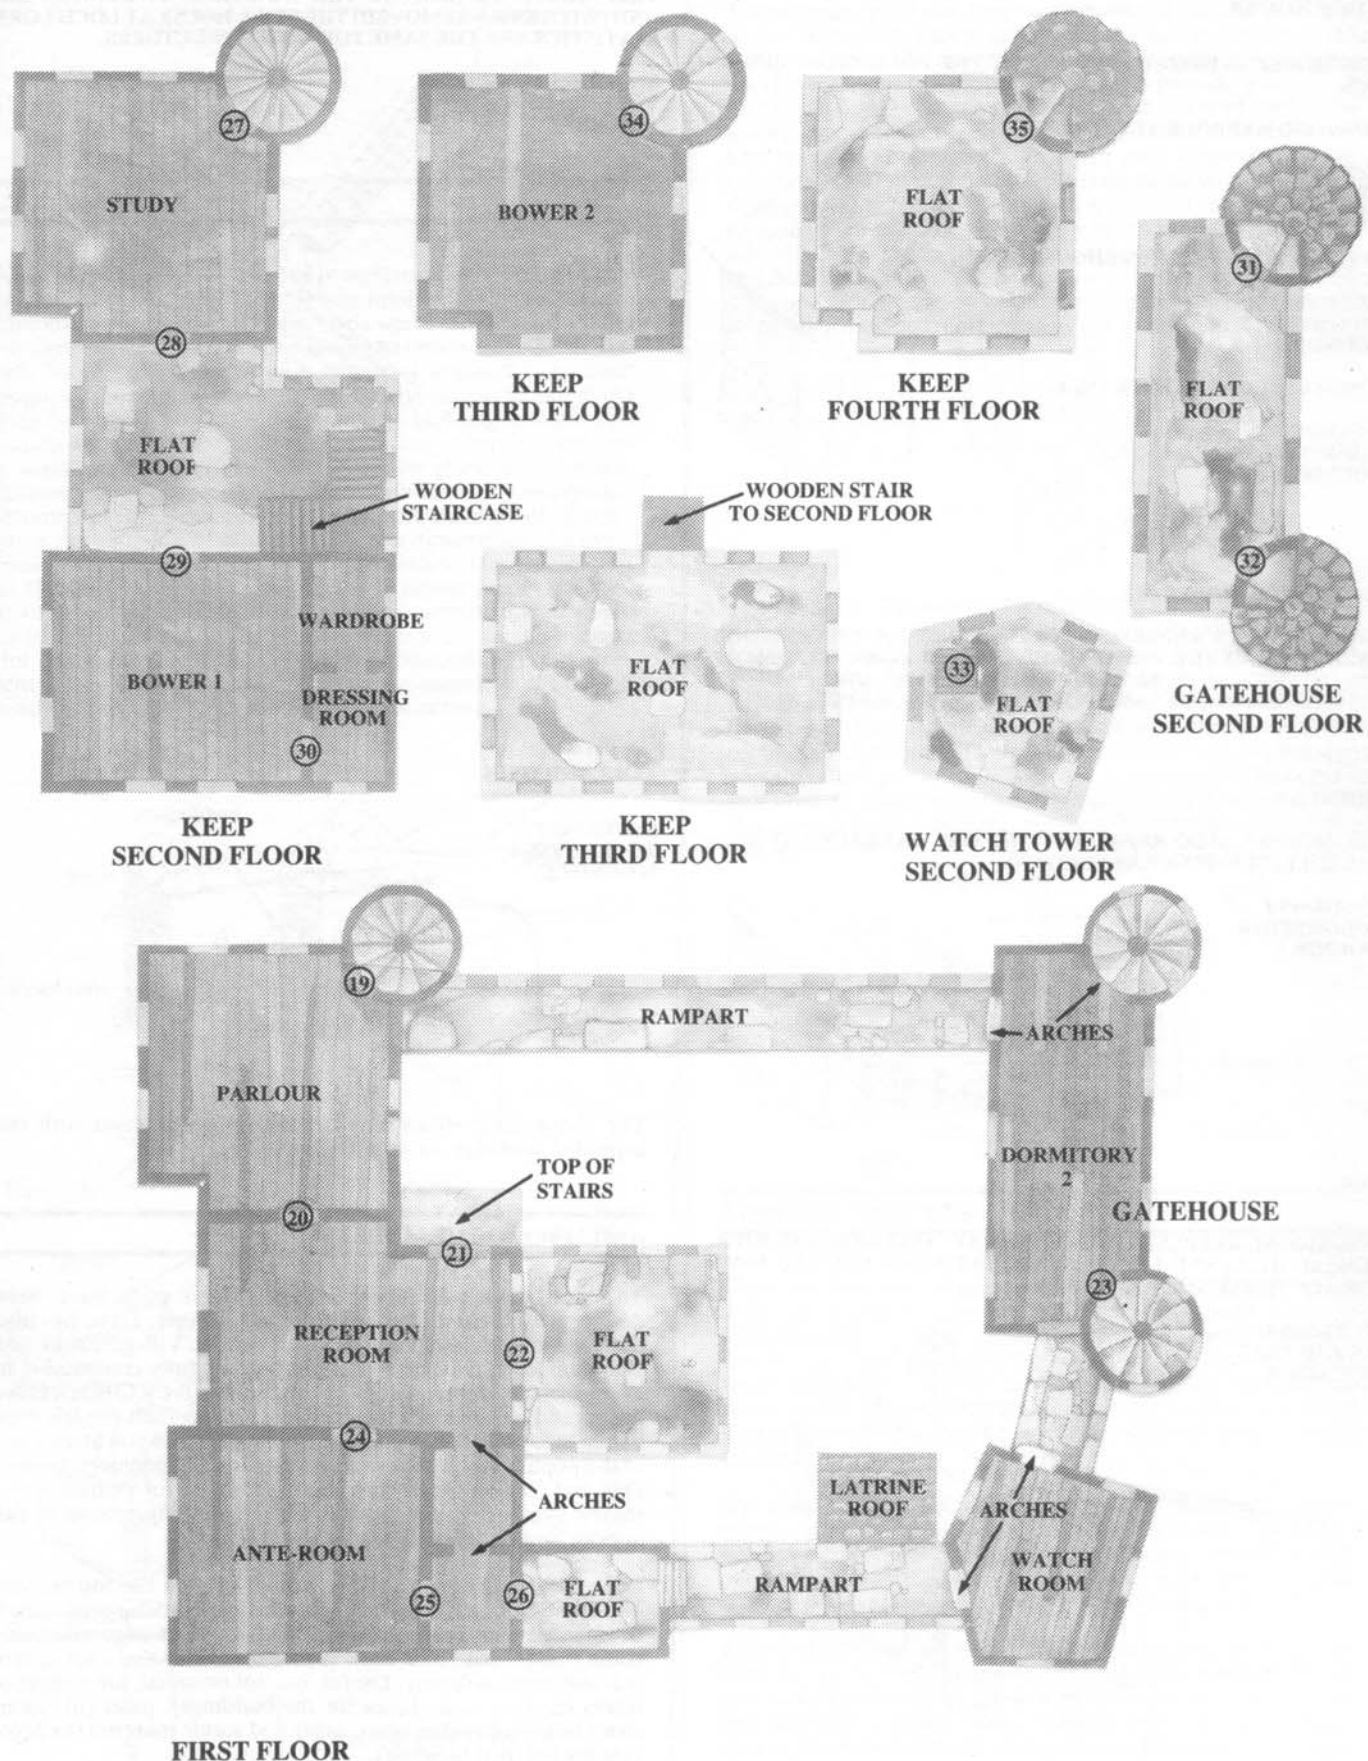 27
34
35
STUDY
BOWER 2
FLAT
ROOF
31
28
KEEP
THIRD FLOOR
KEEP
FOURTH FLOOR
FLAT
ROOF
FLAT
ROOF
WOODEN
STAIRCASE
WOODEN STAIR
TO SECOND FLOOR
29
32
WARDROBE
BOWER 1
DRESSING
ROOM
30
FLAT
ROOF
33
FLAT
ROOF
GATEHOUSE
SECOND FLOOR
KEEP
SECOND FLOOR
KEEP
THIRD FLOOR
WATCH TOWER
SECOND FLOOR
19
RAMPART
ARCHES
PARLOUR
TOP OF
STAIRS
DORMITORY
2
GATEHOUSE
20
21
23
RECEPTION
ROOM
22
FLAT
ROOF
24
ARCHES
LATRINE
ROOF
ARCHES
ANTE-ROOM
25
26
FLAT
ROOF
RAMPART
WATCH
ROOM
FIRST FLOOR